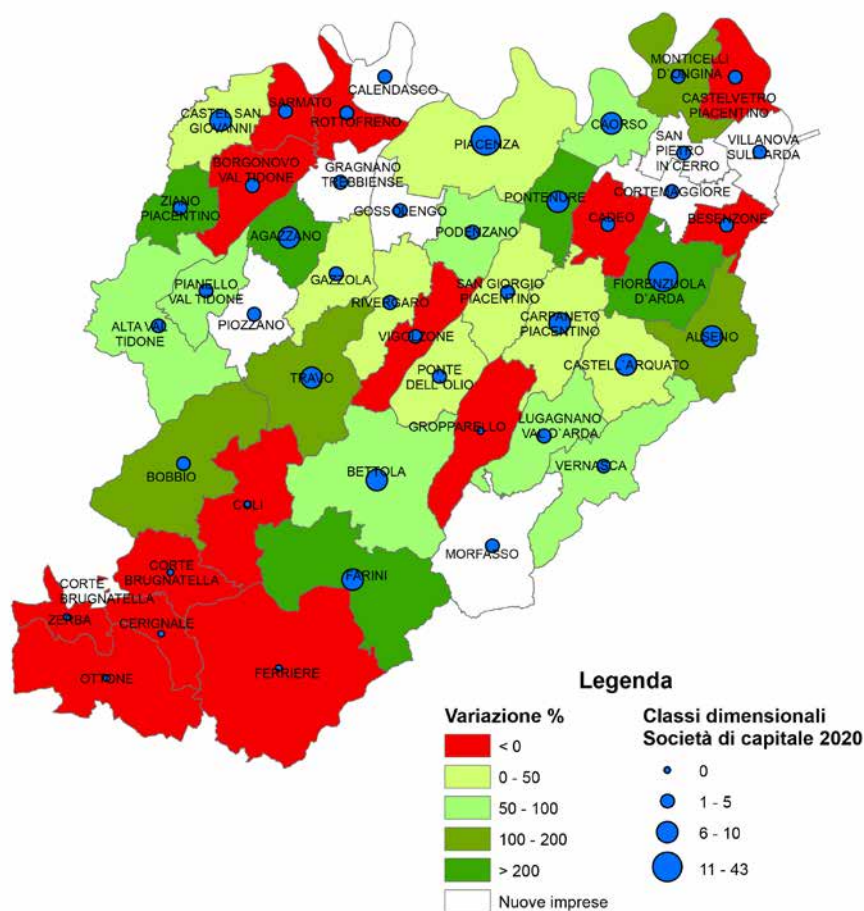 MONTICELLI
D`ONGINA
CALENDASCO
CASTELVETRO
PIACENTINO
SARMATO
CASTEL SAN
GIOVANNI
ROTTOFRENO
CAORSO
PIACENZA
SAN
PIETRO
IN CERRO
VILLANOVA
SULL`ARDA
BORGONOVO
VAL TIDONE
GRAGNANO
TREBBIENSE
ZIANO
PIACENTINO
CORTEMAGGIORE
PONTENURE
GOSSOLENGO
CADEO
BESENZONE
AGAZZANO
PODENZANO
GAZZOLA
PIANELLO
VAL TIDONE
SAN GIORGIO
PIACENTINO
FIORENZUOLA
D`ARDA
RIVERGARO
PIOZZANO
CARPANETO
PIACENTINO
ALTA VAL
TIDONE
VIGOLZONE
ALSENO
PONTE
DELL`OLIO
CASTELL`ARQUATO
TRAVO
GROPPARELLO
LUGAGNANO
VAL D`ARDA
BETTOLA
VERNASCA
BOBBIO
COLI
MORFASSO
CORTE
BRUGNATELLA
FARINI
CORTE
BRUGNATELLA
ZERBA
CERIGNALE
FERRIERE
OTTONE
Legenda
Variazione %
< 0
0 - 50
50 - 100
100 - 200
> 200
Nuove imprese
Classi dimensionali
Società di capitale 2020
0
1 - 5
6 - 10
11 - 43